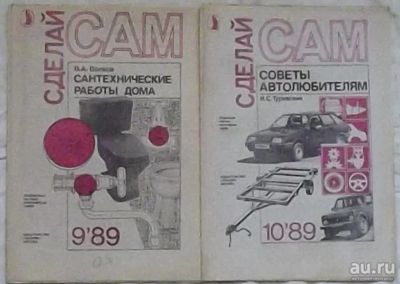 СДЕЛАЙ
САМ
В.А. Волков
САНТЕХНИЧЕСКИЕ
РАБОТЫ ДОМА
9'89
СДЕЛАЙ
САМ
СОВЕТЫ
АВТОЛЮБИТЕЛЯМ
И.С. Туревский
10'89
au.ru